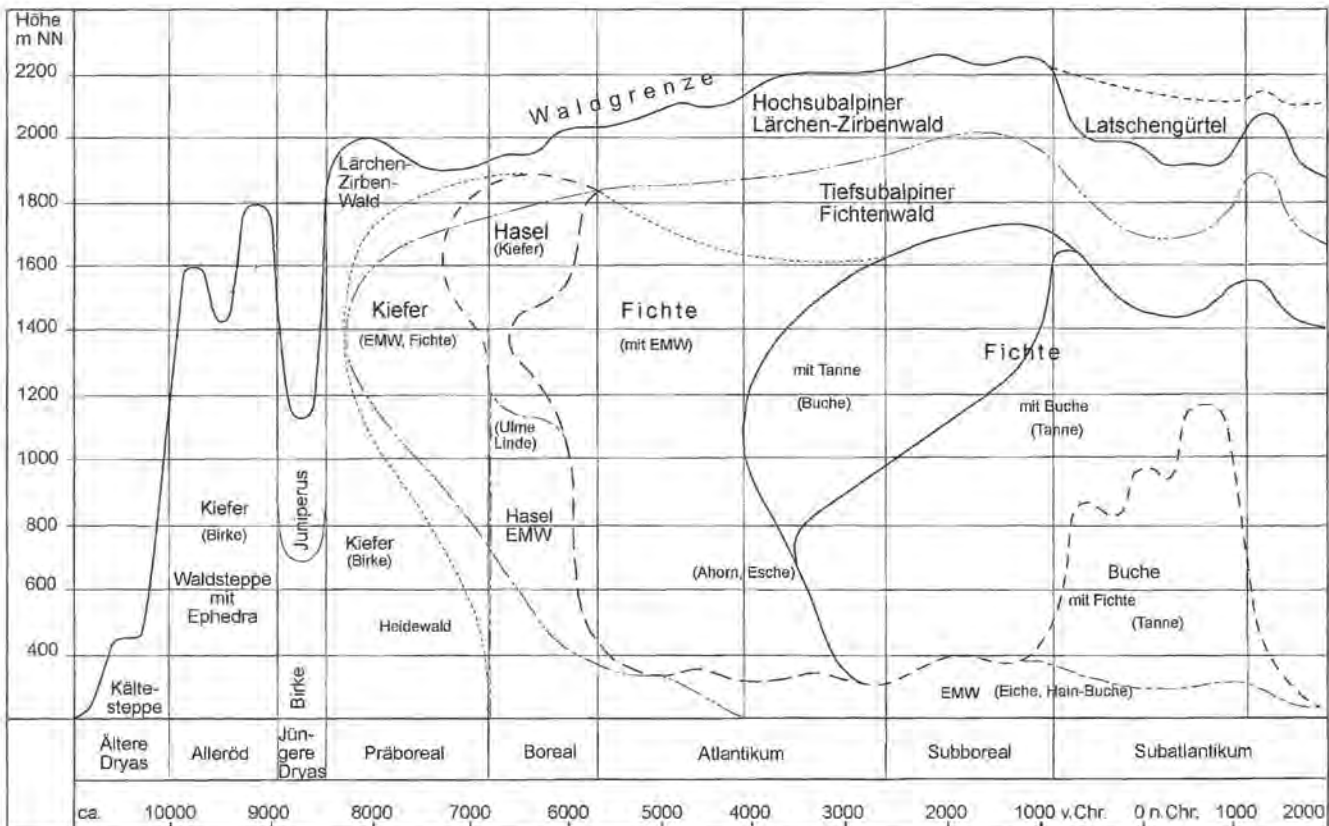 Höhe
m NN
2200
2000
1800
1600
1400
1200
1000
800
600
400
Waldgrenze
Hochsubalpiner
Lärchen-Zirbenwald
Latschengürtel
Lärchen-
Zirben-
Wald
Tiefsubalpiner
Fichtenwald
Hasel
(Kiefer)
Kiefer
(EMW, Fichte)
Fichte
(mit EMW)
mit Tanne
(Buche)
Fichte
mit Buche
(Tanne)
(Ulme
Linde)
Kiefer
(Birke)
Juniperus
Hasel
EMW
Kiefer
(Birke)
(Ahorn, Esche)
Buche
mit Fichte
(Tanne)
Waldsteppe
mit
Ephedra
Heidewald
Kälte-
steppe
Birke
EMW (Eiche, Hain-Buche)
Ältere
Dryas
Alleröd
Jün-
gere
Dryas
Präboreal
Boreal
Atlantikum
Subboreal
Subatlantikum
ca. 10000 9000 8000 7000 6000 5000 4000 3000 2000 1000 v.Chr. 0 n.Chr. 1000 2000